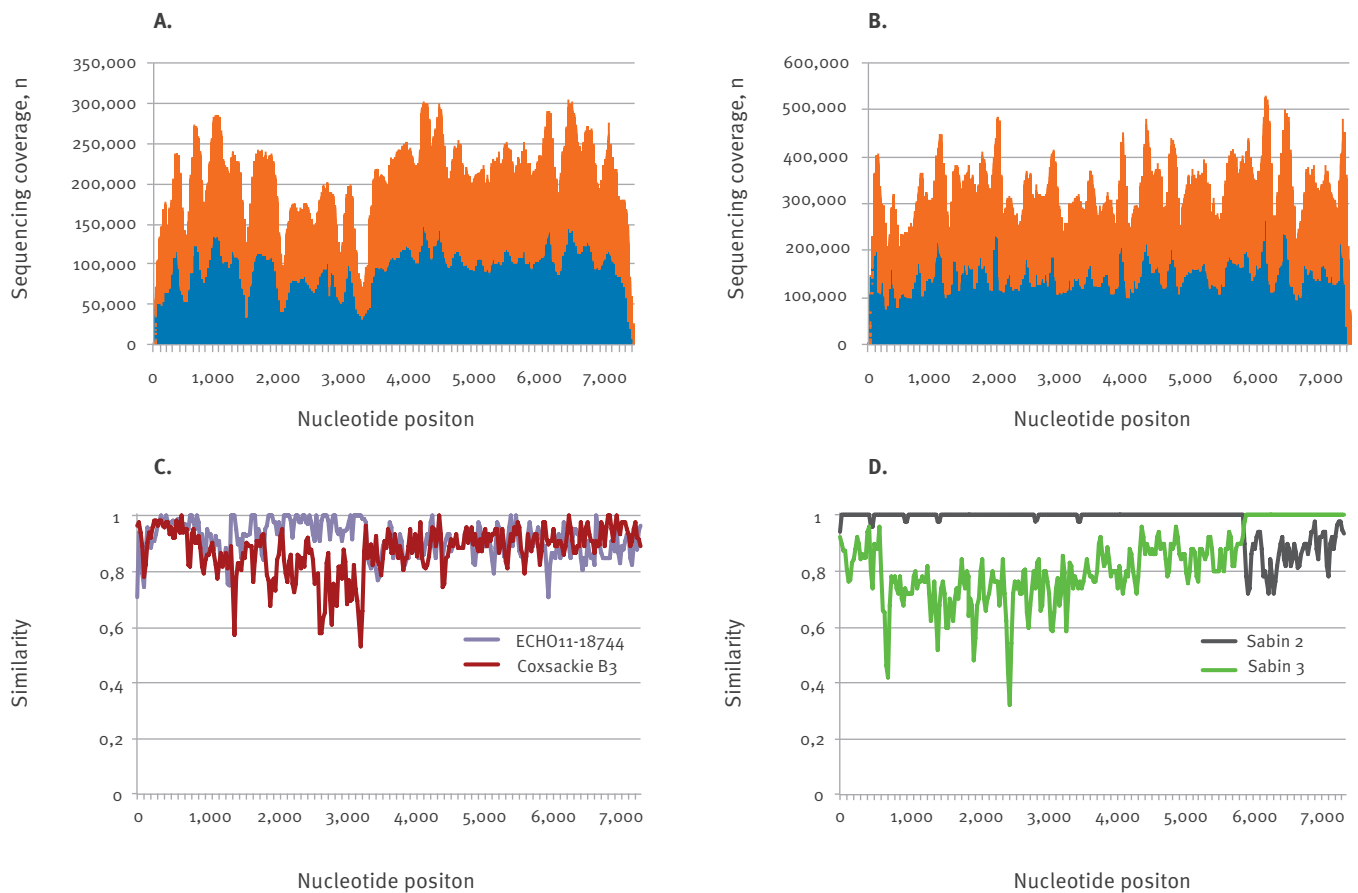 A.
Sequencing coverage, n
350,000
300,000
250,000
200,000
150,000
100,000
50,000
0
0 1,000 2,000 3,000 4,000 5,000 6,000 7,000
Nucleotide positon
B.
Sequencing coverage, n
600,000
500,000
400,000
300,000
200,000
100,000
0
0 1,000 2,000 3,000 4,000 5,000 6,000 7,000
Nucleotide positon
C.
Similarity
1
0,8
0,6
0,4
0,2
0
ECHO11-18744
Coxsackie B3
0 1,000 2,000 3,000 4,000 5,000 6,000 7,000
Nucleotide positon
D.
Similarity
1
0,8
0,6
0,4
0,2
0
Sabin 2
Sabin 3
0 1,000 2,000 3,000 4,000 5,000 6,000 7,000
Nucleotide positon